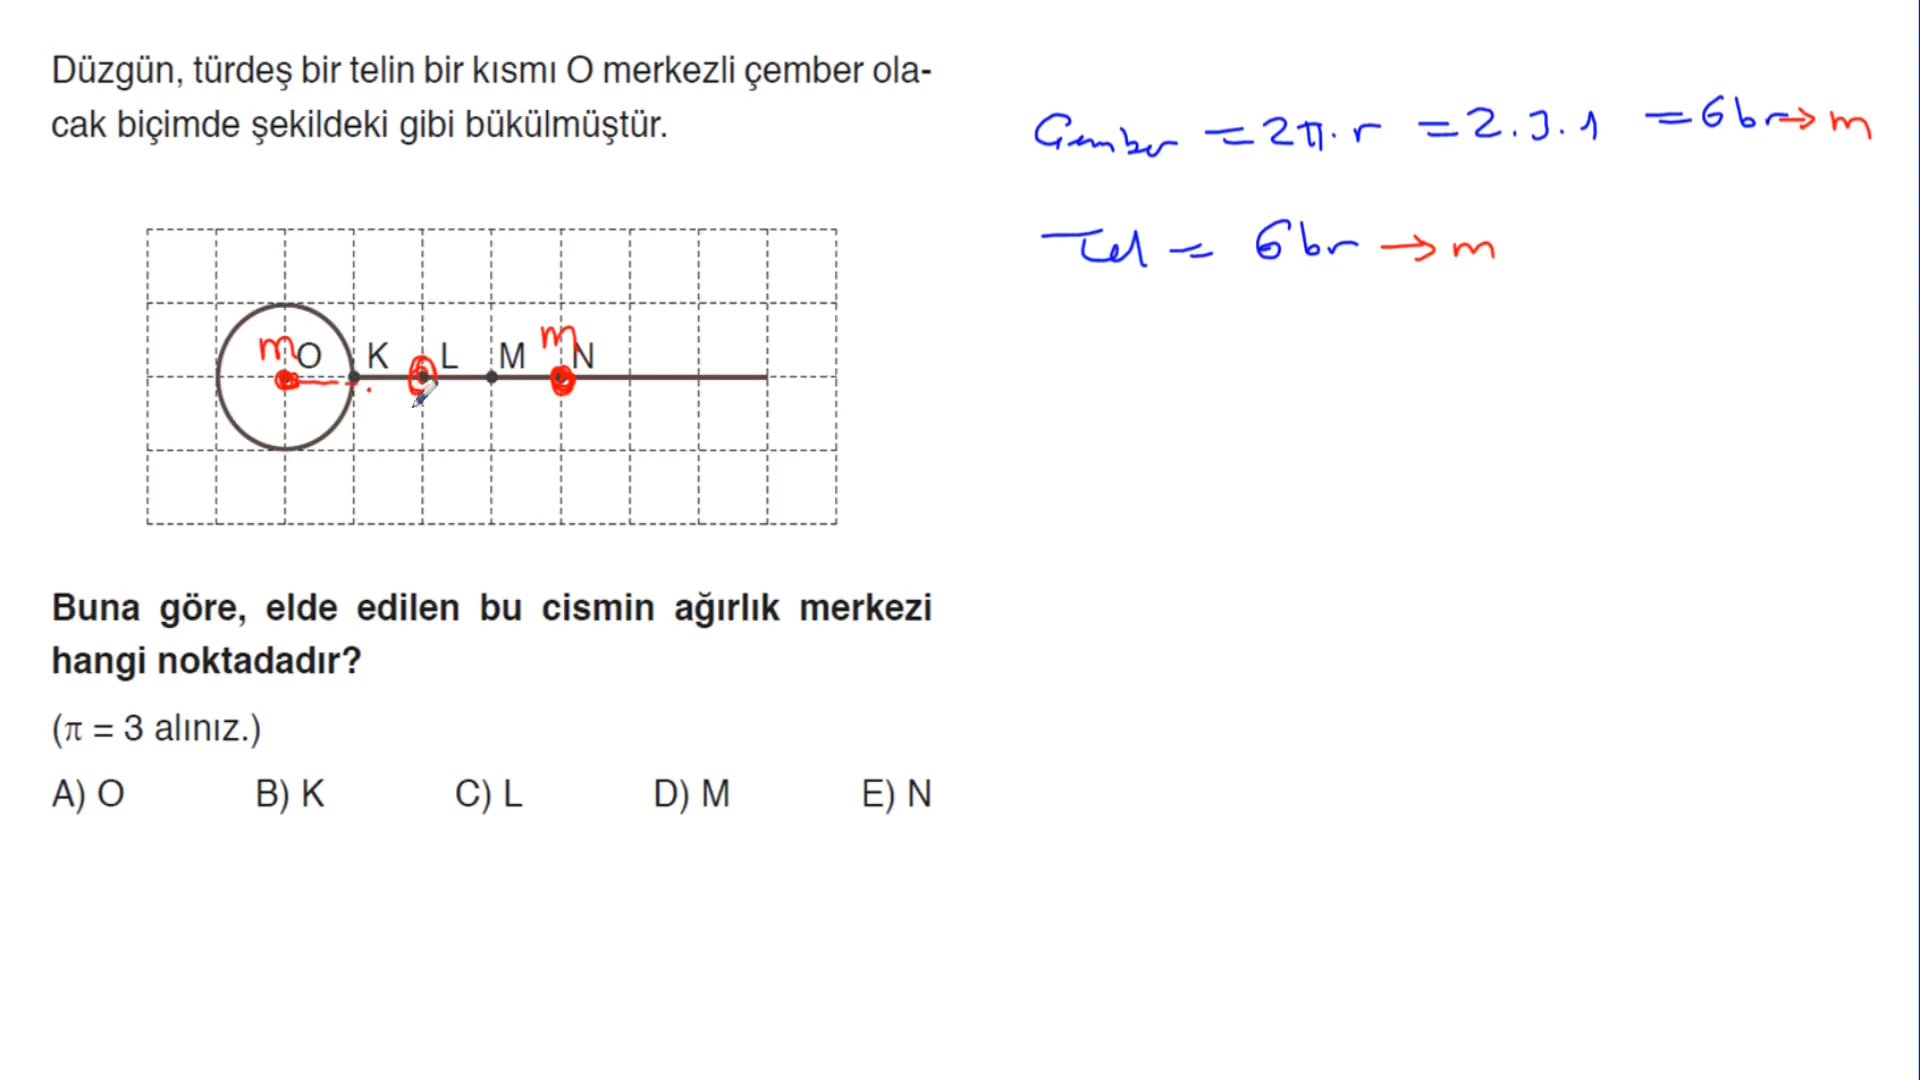 Düzgün, türdeş bir telin bir kısmı O merkezli çember ola-
cak biçimde şekildeki gibi bükülmüştür.
Çember = 2π.r = 2.3.1 = 6br → m
Tel = 6br → m
m O K L M m N
Buna göre, elde edilen bu cismin ağırlık merkezi
hangi noktadadır?
(π = 3 alınız.)
A) O B) K C) L D) M E) N